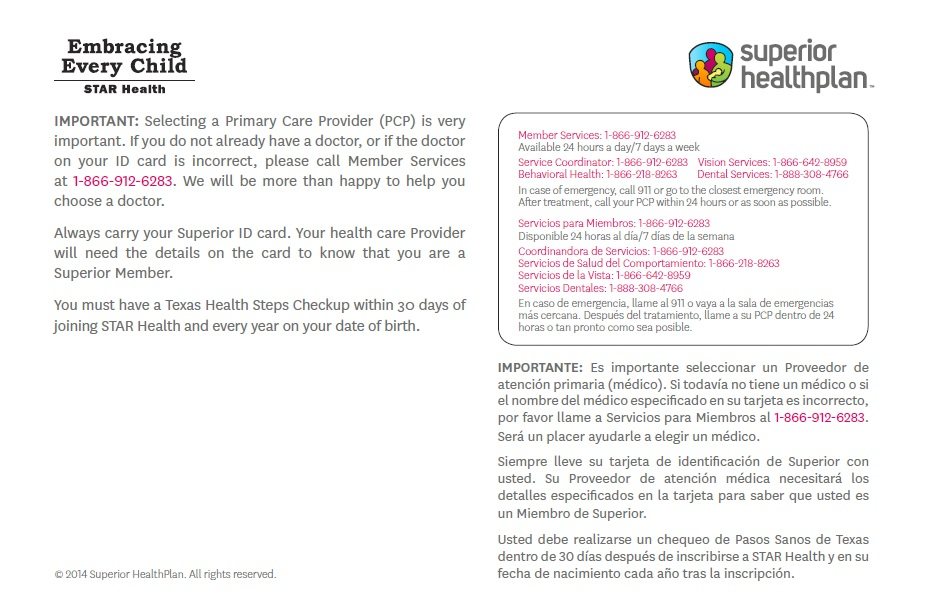 Embracing
Every Child
STAR Health
superior
healthplan™
IMPORTANT: Selecting a Primary Care Provider (PCP) is very
important. If you do not already have a doctor, or if the doctor
on your ID card is incorrect, please call Member Services
at 1-866-912-6283. We will be more than happy to help you
choose a doctor.
Always carry your Superior ID card. Your health care Provider
will need the details on the card to know that you are a
Superior Member.
You must have a Texas Health Steps Checkup within 30 days of
joining STAR Health and every year on your date of birth.
© 2014 Superior HealthPlan. All rights reserved.
Member Services: 1-866-912-6283
Available 24 hours a day/7 days a week
Service Coordinator: 1-866-912-6283 Vision Services: 1-866-642-8959
Behavioral Health: 1-866-218-8263 Dental Services: 1-888-308-4766
In case of emergency, call 911 or go to the closest emergency room.
After treatment, call your PCP within 24 hours or as soon as possible.
Servicios para Miembros: 1-866-912-6283
Disponible 24 horas al día/7 días de la semana
Coordinandora de Servicios: 1-866-912-6283
Servicios de Salud del Comportamiento: 1-866-218-8263
Servicios de la Vista: 1-866-642-8959
Servicios Dentales: 1-888-308-4766
En caso de emergencia, llame al 911 o vaya a la sala de emergencias
más cercana. Después del tratamiento, llame a su PCP dentro de 24
horas o tan pronto como sea posible.
IMPORTANTE: Es importante seleccionar un Proveedor de
atención primaria (médico). Si todavía no tiene un médico o si
el nombre del médico especificado en su tarjeta es incorrecto,
por favor llame a Servicios para Miembros al 1-866-912-6283.
Será un placer ayudarle a elegir un médico.
Siempre lleve su tarjeta de identificación de Superior con
usted. Su Proveedor de atención médica necesitará los
detalles especificados en la tarjeta para saber que usted es
un Miembro de Superior.
Usted debe realizarse un chequeo de Pasos Sanos de Texas
dentro de 30 días después de inscribirse a STAR Health y en su
fecha de nacimiento cada año tras la inscripción.